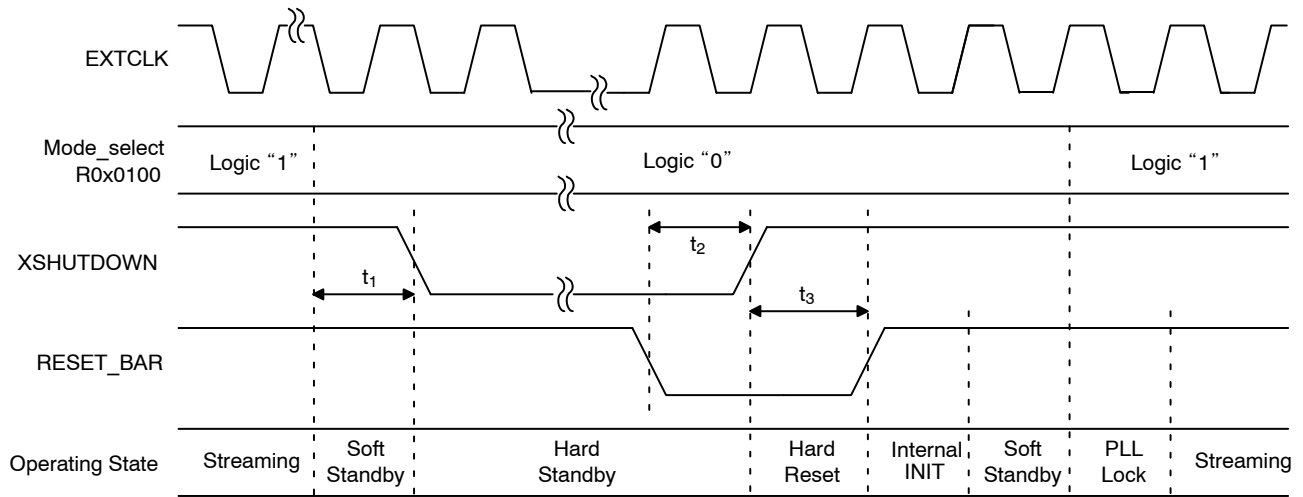 EXTCLK
Mode_select
R0x0100
Logic “1”
Logic “0”
Logic “1”
XSHUTDOWN
t1
t2
t3
RESET_BAR
Operating State
Streaming
Soft
Standby
Hard
Standby
Hard
Reset
Internal
INIT
Soft
Standby
PLL
Lock
Streaming